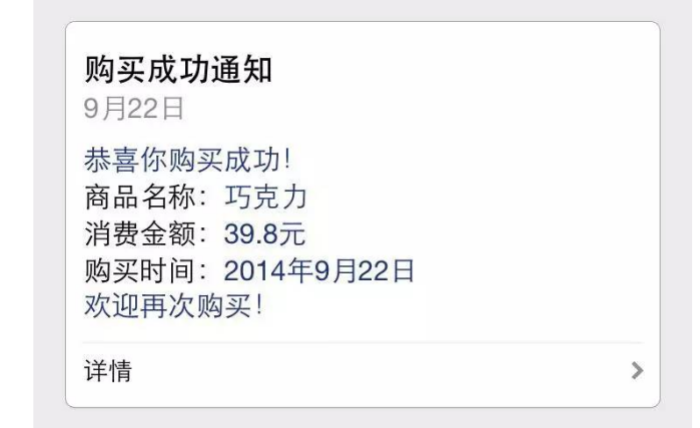 购买成功通知
9月22日
恭喜你购买成功！
商品名称：巧克力
消费金额：39.8元
购买时间：2014年9月22日
欢迎再次购买！
详情